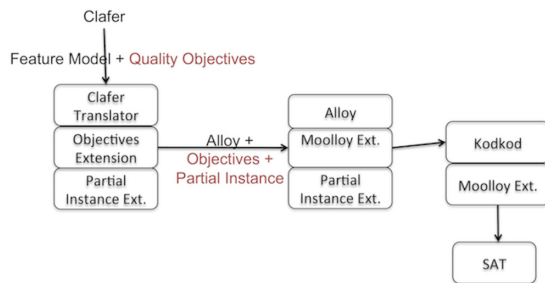 Clafer
Feature Model + Quality Objectives
Clafer
Translator
Objectives
Extension
Partial
Instance Ext.
Alloy +
Objectives +
Partial Instance
Alloy
Moolloy Ext.
Partial
Instance Ext.
Kodkod
Moolloy Ext.
SAT